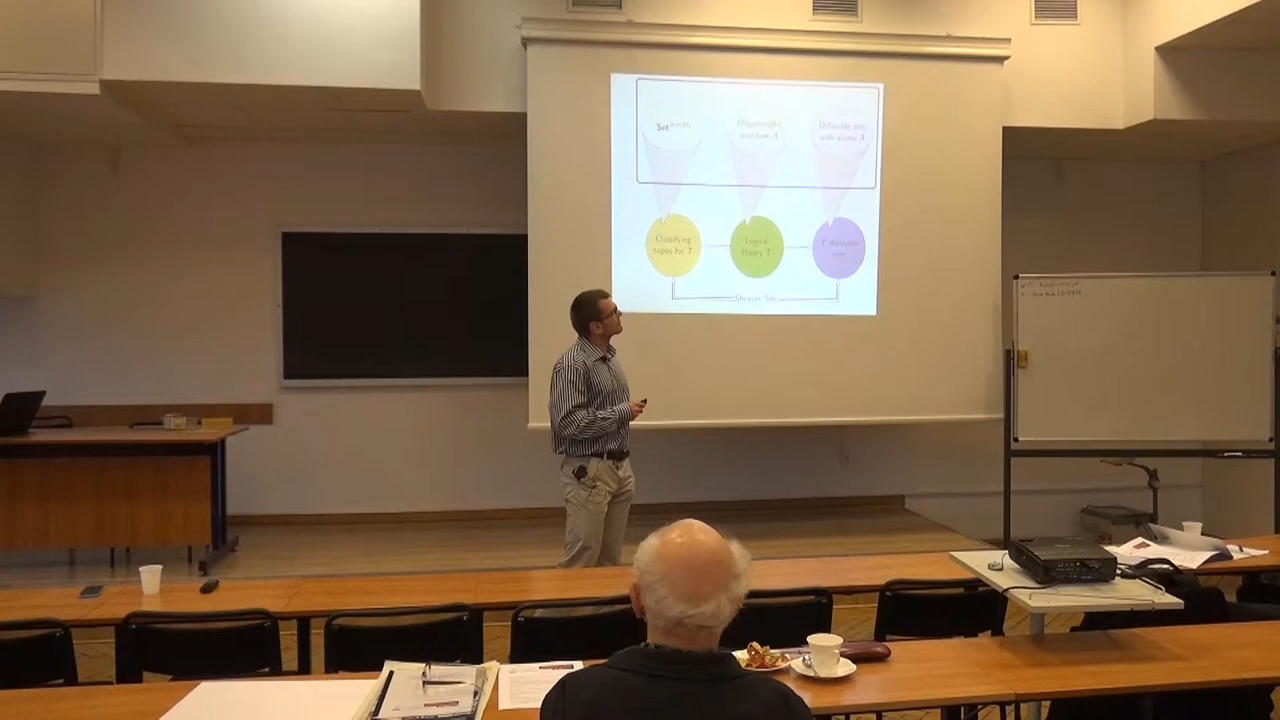 Set
Oligomorphic
structure A
Definable sets
with atoms A
Classifying
topos for T
Logical
theory T
T-definable
sets
Sheaves Site